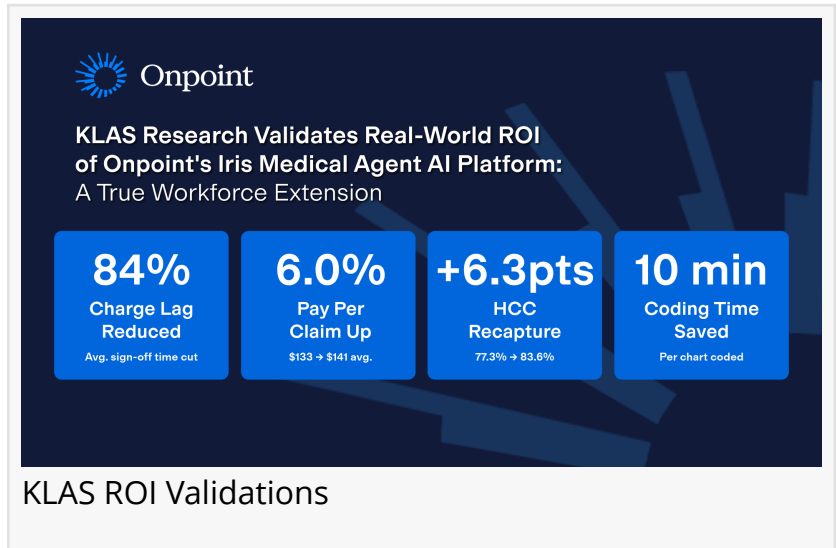 Onpoint
KLAS Research Validates Real-World ROI
of Onpoint's Iris Medical Agent AI Platform:
A True Workforce Extension
84%
Charge Lag
Reduced
Avg. sign-off time cut
6.0%
Pay Per
Claim Up
$133 → $141 avg.
+6.3pts
HCC
Recapture
77.3% → 83.6%
10 min
Coding Time
Saved
Per chart coded
KLAS ROI Validations